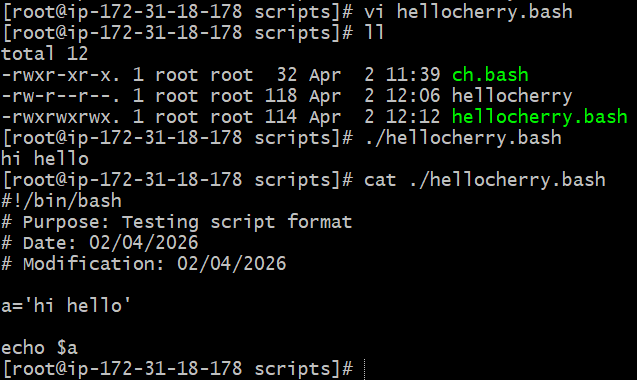 [root@ip-172-31-18-178 scripts]# vi hellocherry.bash
[root@ip-172-31-18-178 scripts]# ll
total 12
-rwxr-xr-x. 1 root root  32 Apr  2 11:39 ch.bash
-rw-r--r--. 1 root root 118 Apr  2 12:06 hellocherry
-rwxrwxrwx. 1 root root 114 Apr  2 12:12 hellocherry.bash
[root@ip-172-31-18-178 scripts]# ./hellocherry.bash
hi hello
[root@ip-172-31-18-178 scripts]# cat ./hellocherry.bash
#!/bin/bash
# Purpose: Testing script format
# Date: 02/04/2026
# Modification: 02/04/2026

a='hi hello'

echo $a
[root@ip-172-31-18-178 scripts]#